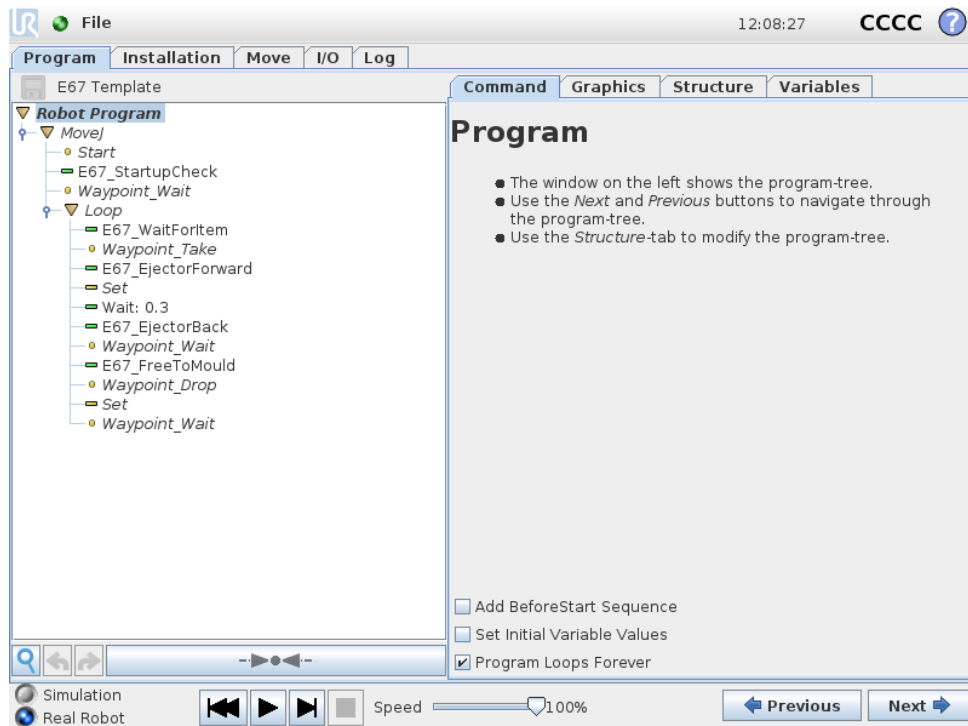 UR File 12:08:27 CCCC ?
Program Installation Move I/O Log
E67 Template
Robot Program
MoveJ
Start
E67_StartupCheck
Waypoint_Wait
Loop
E67_WaitForItem
Waypoint_Take
E67_EjectorForward
Set
Wait: 0.3
E67_EjectorBack
Waypoint_Wait
E67_FreeToMould
Waypoint_Drop
Set
Waypoint_Wait
Command Graphics Structure Variables
Program
The window on the left shows the program-tree.
Use the Next and Previous buttons to navigate through
the program-tree.
Use the Structure-tab to modify the program-tree.
Add BeforeStart Sequence
Set Initial Variable Values
Program Loops Forever
Simulation
Real Robot
Speed 100%
Previous Next